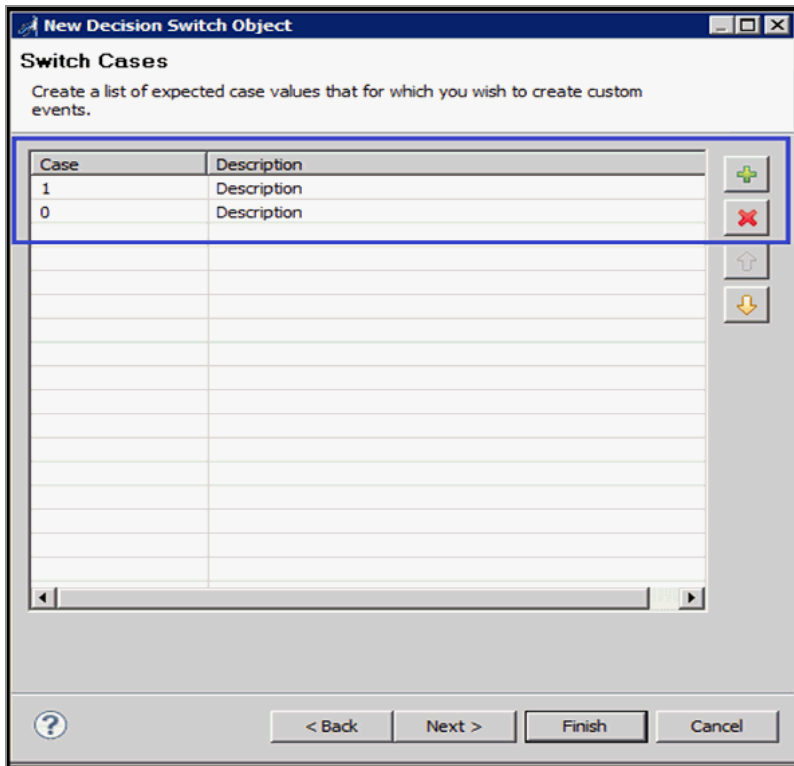 New Decision Switch Object
Switch Cases
Create a list of expected case values that for which you wish to create custom
events.
Case Description
1 Description
0 Description
?
< Back Next > Finish Cancel